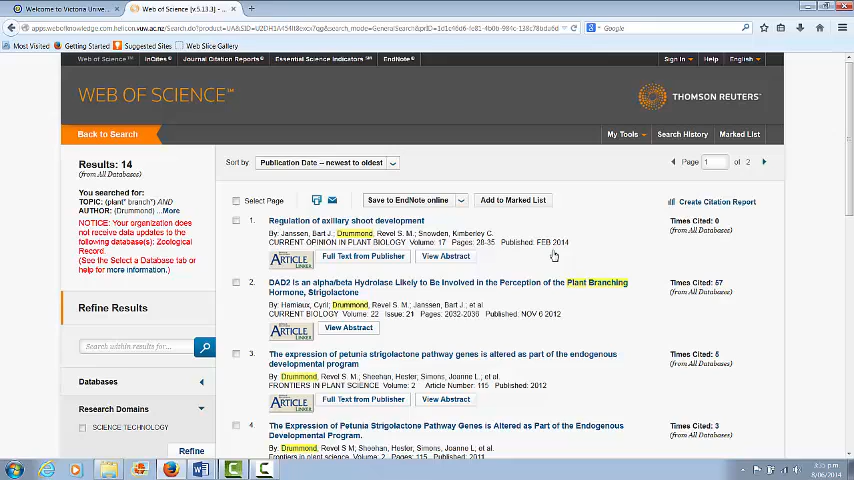 Welcome to Victoria Unive...
Web of Science [v.5.13.3] - ...
Google
Most Visited
Getting Started
Suggested Sites
Web Slice Gallery
Web of Science™
InCites®
Journal Citation Reports®
Essential Science Indicators℠
EndNote®
Sign In
Help
English
WEB OF SCIENCE™
THOMSON REUTERS™
Back to Search
My Tools
Search History
Marked List
Results: 14
(from All Databases)
You searched for:
TOPIC: (plant* branch*) AND
AUTHOR: (Drummond) ...More
NOTICE: Your organization does
not receive data updates to the
following database(s): Zoological
Record.
(See the Select a Database tab or
help for more information.)
Refine Results
Search within results for...
Databases
Research Domains
SCIENCE TECHNOLOGY
Refine
Sort by
Publication Date -- newest to oldest
Page
1
of 2
Select Page
Save to EndNote online
Add to Marked List
Create Citation Report
1.
Regulation of axillary shoot development
By: Janssen, Bart J.; Drummond, Revel S. M.; Snowden, Kimberley C.
CURRENT OPINION IN PLANT BIOLOGY Volume: 17 Pages: 28-35 Published: FEB 2014
ARTICLE LINKER
Full Text from Publisher
View Abstract
Times Cited: 0
(from All Databases)
2.
DAD2 Is an alpha/beta Hydrolase Likely to Be Involved in the Perception of the Plant Branching
Hormone, Strigolactone
By: Hamiaux, Cyril; Drummond, Revel S. M.; Janssen, Bart J.; et al.
CURRENT BIOLOGY Volume: 22 Issue: 21 Pages: 2032-2036 Published: NOV 6 2012
ARTICLE LINKER
View Abstract
Times Cited: 57
(from All Databases)
3.
The expression of petunia strigolactone pathway genes is altered as part of the endogenous
developmental program
By: Drummond, Revel S. M.; Sheehan, Hester; Simons, Joanne L.; et al.
FRONTIERS IN PLANT SCIENCE Volume: 2 Article Number: 115 Published: 2012
ARTICLE LINKER
Full Text from Publisher
View Abstract
Times Cited: 5
(from All Databases)
4.
The Expression of Petunia Strigolactone Pathway Genes is Altered as Part of the Endogenous
Developmental Program.
By: Drummond, Revel S M; Sheehan, Hester; Simons, Joanne L; et al.
Times Cited: 3
(from All Databases)
8/06/2014